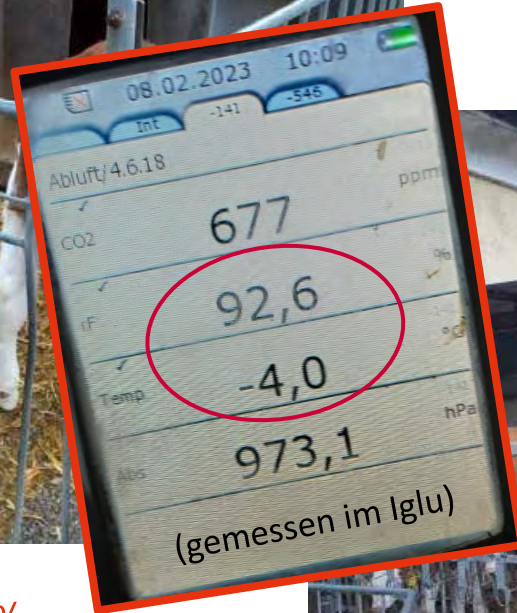 08.02.2023 10:09
Int -141 -546
Abluft/4.6.18
CO2 677 ppm
rF 92,6 %
Temp -4,0 °C
Abs 973,1 hPa
(gemessen im Iglu)